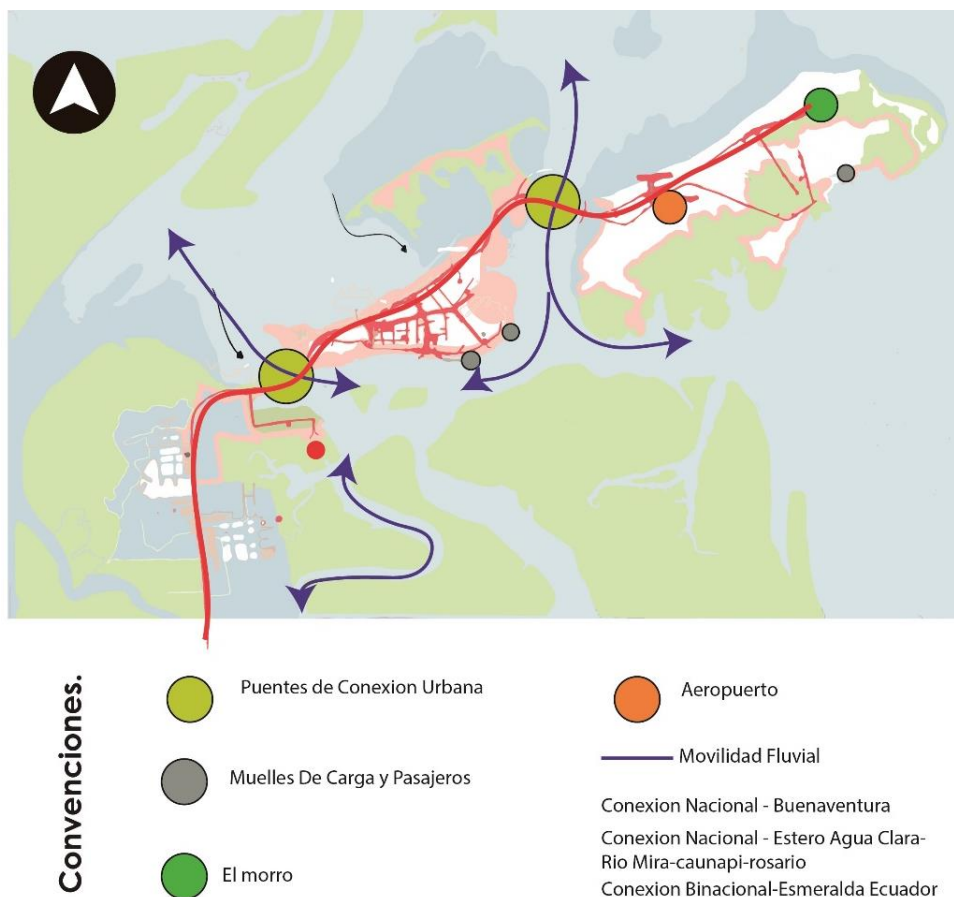 Convenciones.
Puentes de Conexion Urbana
Muelles De Carga y Pasajeros
El morro
Aeropuerto
Movilidad Fluvial
Conexion Nacional - Buenaventura
Conexion Nacional - Estero Agua Clara-
Rio Mira-caunapi-rosario
Conexion Binacional-Esmeralda Ecuador